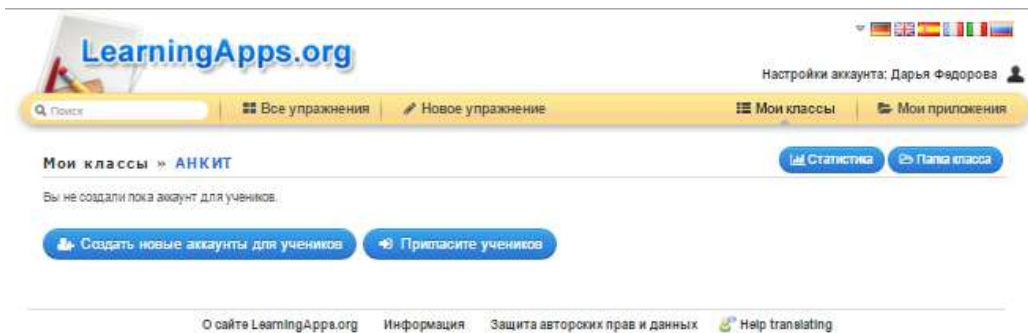 LearningApps.org
Настройки аккаунта: Дарья Федорова
Поиск Все упражнения Новое упражнение Мои классы Мои приложения
Мои классы » АНКИТ Статистика Папка класса
Вы не создали пока аккаунт для учеников.
Создать новые аккаунты для учеников Пригласите учеников
О сайте LearningApps.org Информация Защита авторских прав и данных Help translating